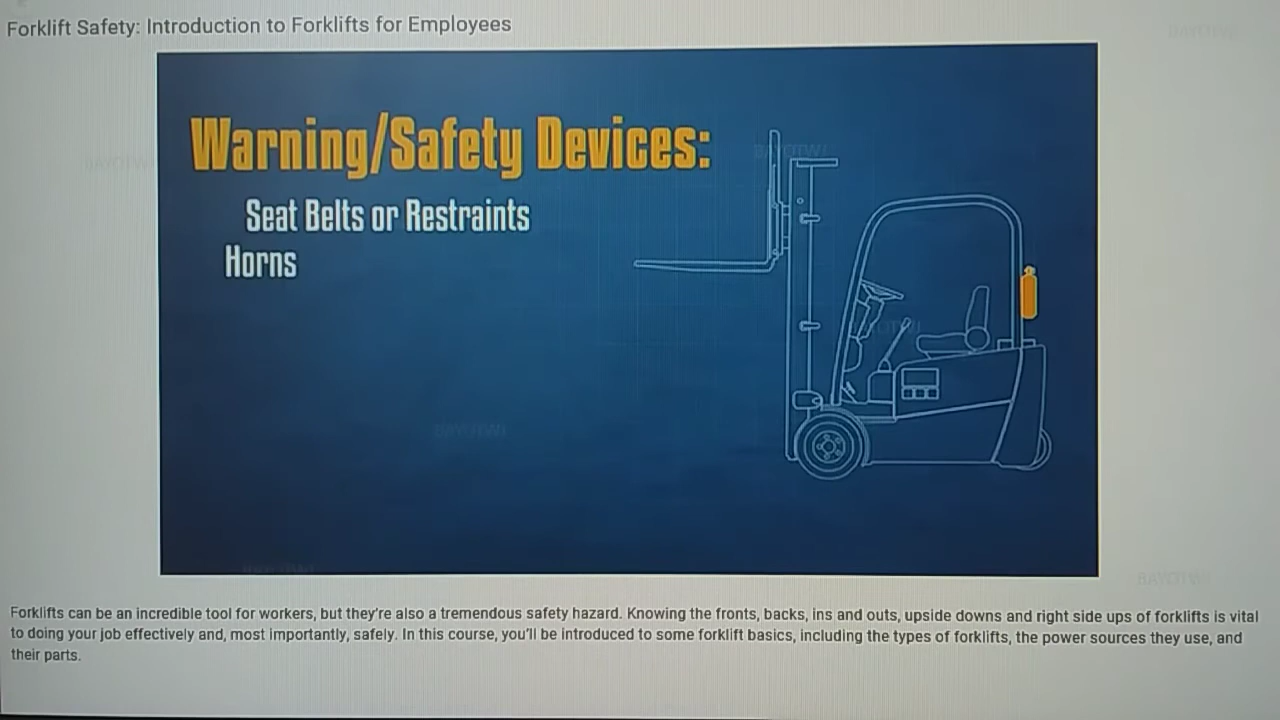 Forklift Safety: Introduction to Forklifts for Employees
Warning/Safety Devices:
Seat Belts or Restraints
Horns
BAYOTWI
BAYOTWI
Forklifts can be an incredible tool for workers, but they're also a tremendous safety hazard. Knowing the fronts, backs, ins and outs, upside downs and right side ups of forklifts is vital
to doing your job effectively and, most importantly, safely. In this course, you'll be introduced to some forklift basics, including the types of forklifts, the power sources they use, and
their parts.